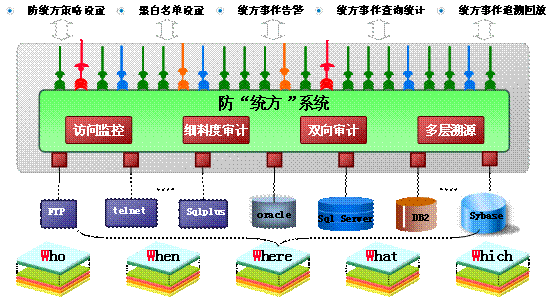 防统方策略设置 黑白名单设置 统方事件告警 统方事件查询统计 统方事件追溯回放
防“统方”系统
访问监控 细料度审计 双向审计 多层溯源
FTP telnet Sqlplus oracle Sql Server DB2 Sybase
Who When Where What Which